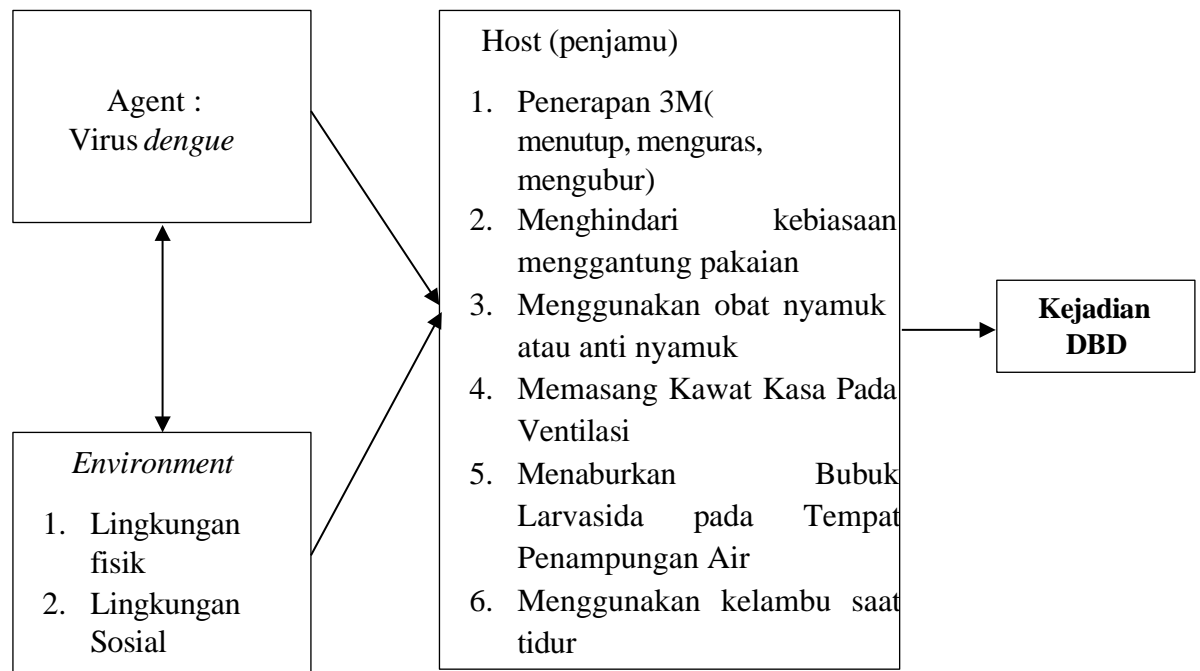 Agent :
Virus dengue
Environment
1. Lingkungan
fisik
2. Lingkungan
Sosial
Host (penjamu)
1. Penerapan 3M(
menutup, menguras,
mengubur)
2. Menghindari kebiasaan
menggantung pakaian
3. Menggunakan obat nyamuk
atau anti nyamuk
4. Memasang Kawat Kasa Pada
Ventilasi
5. Menaburkan Bubuk
Larvasida pada Tempat
Penampungan Air
6. Menggunakan kelambu saat
tidur
Kejadian
DBD